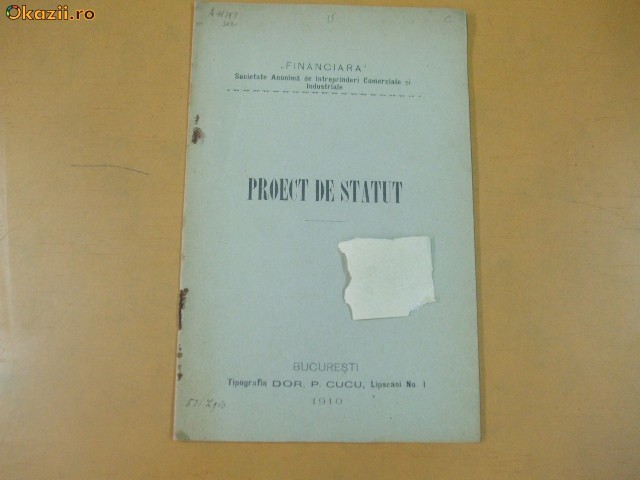 Okazii.ro
„FINANCIARA”
Societate Anonimă de Intreprinderi Comerciale și
Industriale
PROECT DE STATUT
BUCUREȘTI
Tipografia DOR. P. CUCU, Lipscani No. 1
1910